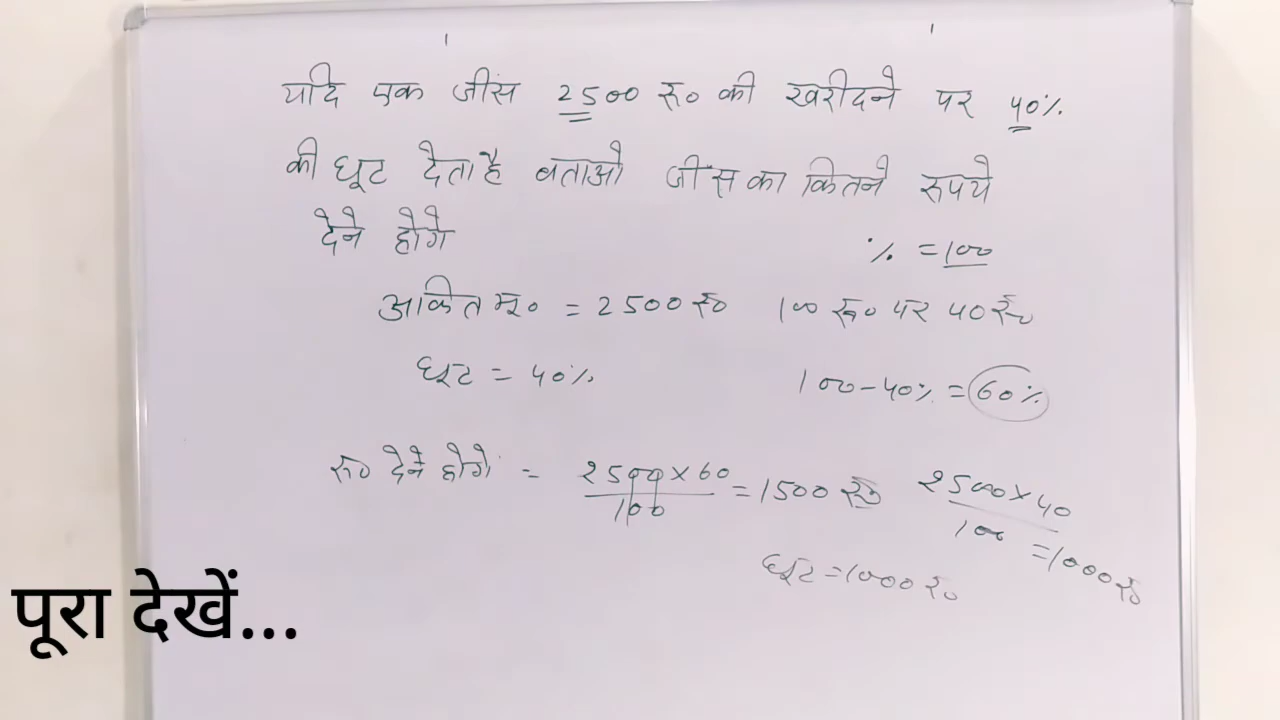 यदि एक जीस 2500 रू० की खरीदने पर 40%
की छूट देता है बताओ जींस का कितने रूपये
देने होगे
% = 100
अंकित मू० = 2500 रू० 100 रू० पर 40 रू०
छूट = 40%
100 - 40% = 60%
रू० देने होगे = 2500 × 60 / 100 = 1500 रू०
2500 × 40 / 100 = 1000 रू०
छूट = 1000 रू०
पूरा देखें...